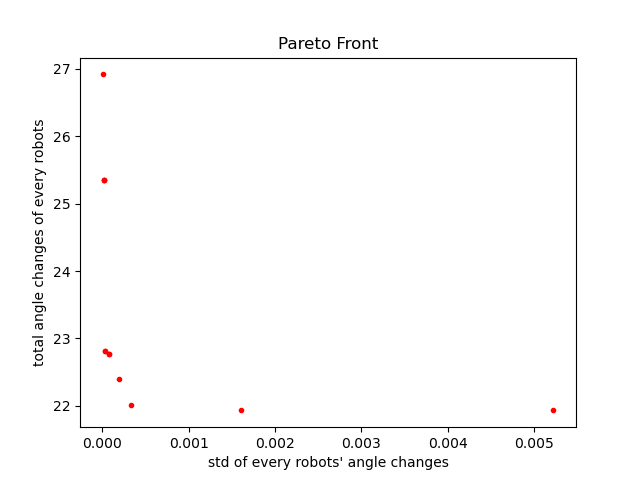 Pareto Front
total angle changes of every robots
27
26
25
24
23
22
0.000 0.001 0.002 0.003 0.004 0.005
std of every robots' angle changes